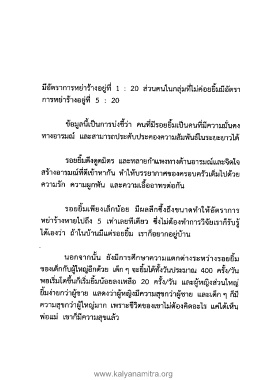 มีอัตราการหย่าร้างอยู่ที่ 1 : 20 ส่วนคนในกลุ่มที่ไม่ค่อยยิ้มมีอัตรา
การหย่าร้างอยู่ที่ 5 : 20
ข้อมูลนี้เป็นการบ่งชี้ว่า คนที่มีรอยยิ้มเป็นคนที่มีความมั่นคง
ทางอารมณ์ และสามารถประคับประคองความสัมพันธ์ในระยะยาวได้
รอยยิ้มดึงดูดมิตร และทลายกำแพงทางด้านอารมณ์และจิตใจ
สร้างอารมณ์ที่ดีเข้าหากัน ทำให้บรรยากาศของครอบครัวเต็มไปด้วย
ความรัก ความผูกพัน และความเอื้ออาทรต่อกัน
รอยยิ้มเพียงเล็กน้อย มีผลลึกซึ้งถึงขนาดทำให้อัตราการ
หย่าร้างหายไปถึง 5 เท่าเลยทีเดียว ซึ่งไม่ต้องทำการวิจัยเราก็รับรู้
ได้เองว่า ถ้าในบ้านมีแต่รอยยิ้ม เราก็อยากอยู่บ้าน
นอกจากนั้น ยังมีการศึกษาความแตกต่างระหว่างรอยยิ้ม
ของเด็กกับผู้ใหญ่อีกด้วย เด็กๆ จะยิ้มได้ทั้งวันประมาณ 400 ครั้ง/วัน
พอเริ่มโตขึ้นก็เริ่มยิ้มน้อยลงเหลือ 20 ครั้ง/วัน และผู้หญิงส่วนใหญ่
ยิ้มง่ายกว่าผู้ชาย แสดงว่าผู้หญิงมีความสุขกว่าผู้ชาย และเด็กๆ ก็มี
ความสุขกว่าผู้ใหญ่มาก เพราะชีวิตของเขาไม่ต้องคิดอะไร แค่ได้เห็น
พ่อแม่ เขาก็มีความสุขแล้ว
www.kalyanamitra.org